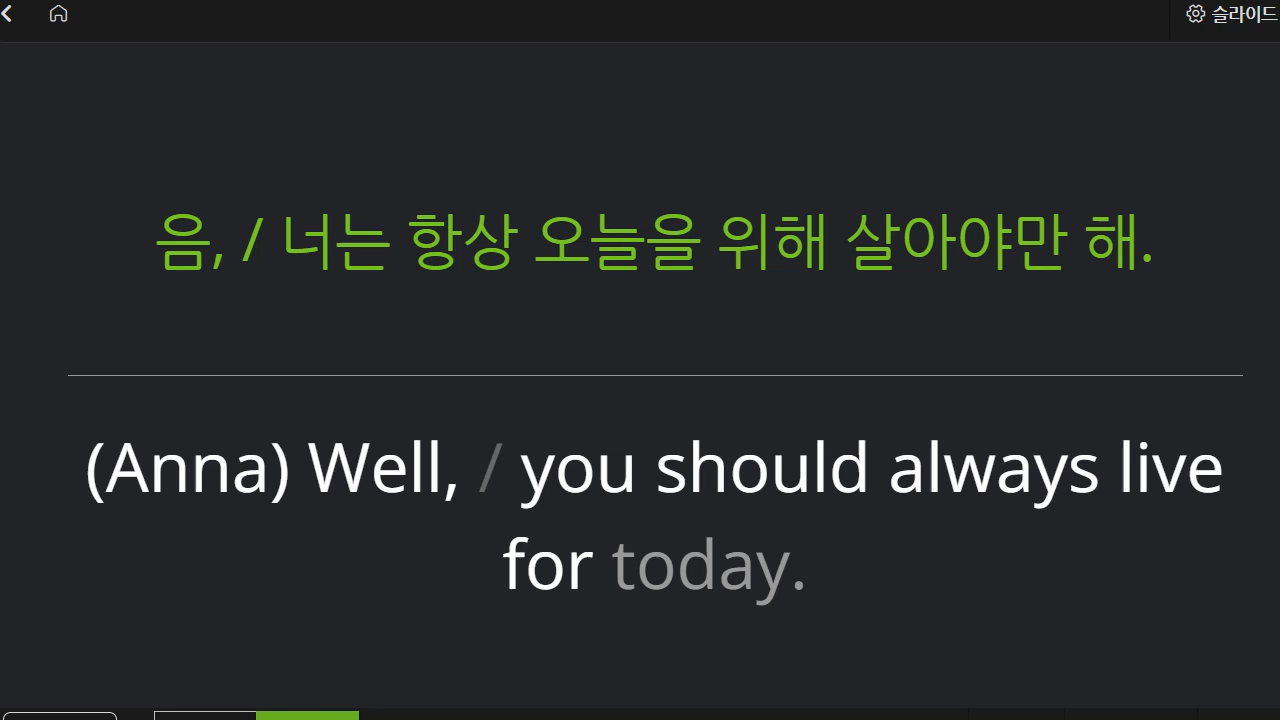 슬라이드
음, / 너는 항상 오늘을 위해 살아야만 해.
(Anna) Well, / you should always live
for today.